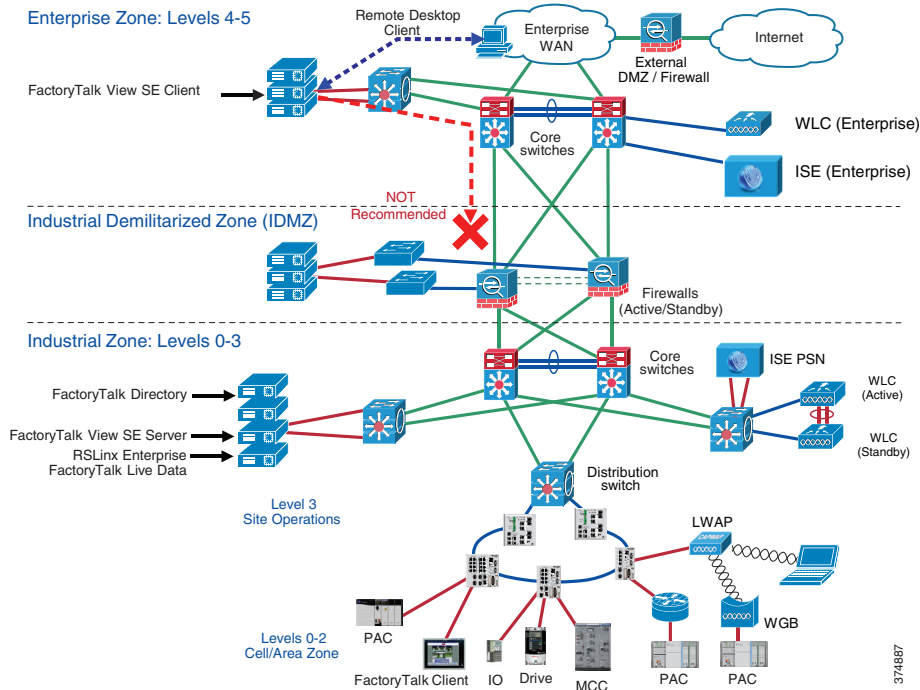 Enterprise Zone: Levels 4-5
Remote Desktop
Client
Enterprise
WAN
Internet
External
DMZ / Firewall
FactoryTalk View SE Client
Core
switches
WLC (Enterprise)
ISE (Enterprise)
NOT
Recommended
Industrial Demilitarized Zone (IDMZ)
Firewalls
(Active/Standby)
Industrial Zone: Levels 0-3
Core
switches
ISE PSN
FactoryTalk Directory
WLC
(Active)
FactoryTalk View SE Server
RSLinx Enterprise
FactoryTalk Live Data
WLC
(Standby)
Distribution
switch
Level 3
Site Operations
LWAP
CAPWAP
PAC
WGB
Levels 0-2
Cell/Area Zone
FactoryTalk Client
IO
Drive
MCC
PAC
PAC
374887